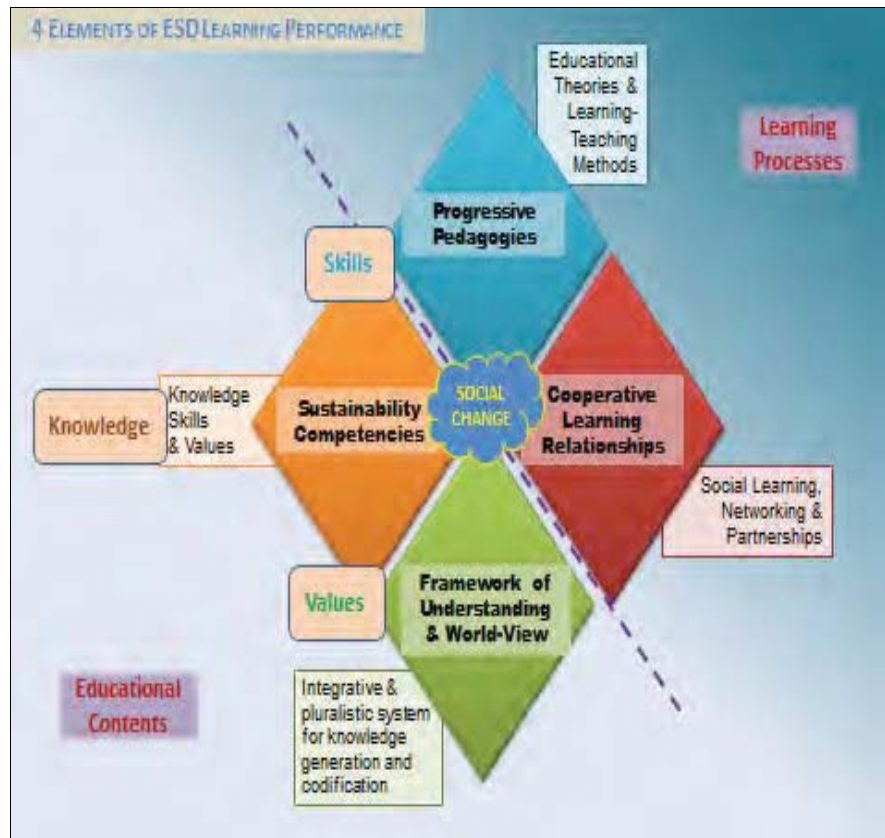 4 ELEMENTS OF ESD LEARNING PERFORMANCE
Educational
Theories &
Learning-
Teaching
Methods
Learning
Processes
Progressive
Pedagogies
Skills
Knowledge
Knowledge
Skills
& Values
Sustainability
Competencies
SOCIAL
CHANGE
Cooperative
Learning
Relationships
Social Learning,
Networking &
Partnerships
Values
Framework of
Understanding
& World-View
Educational
Contents
Integrative &
pluralistic system
for knowledge
generation and
codification